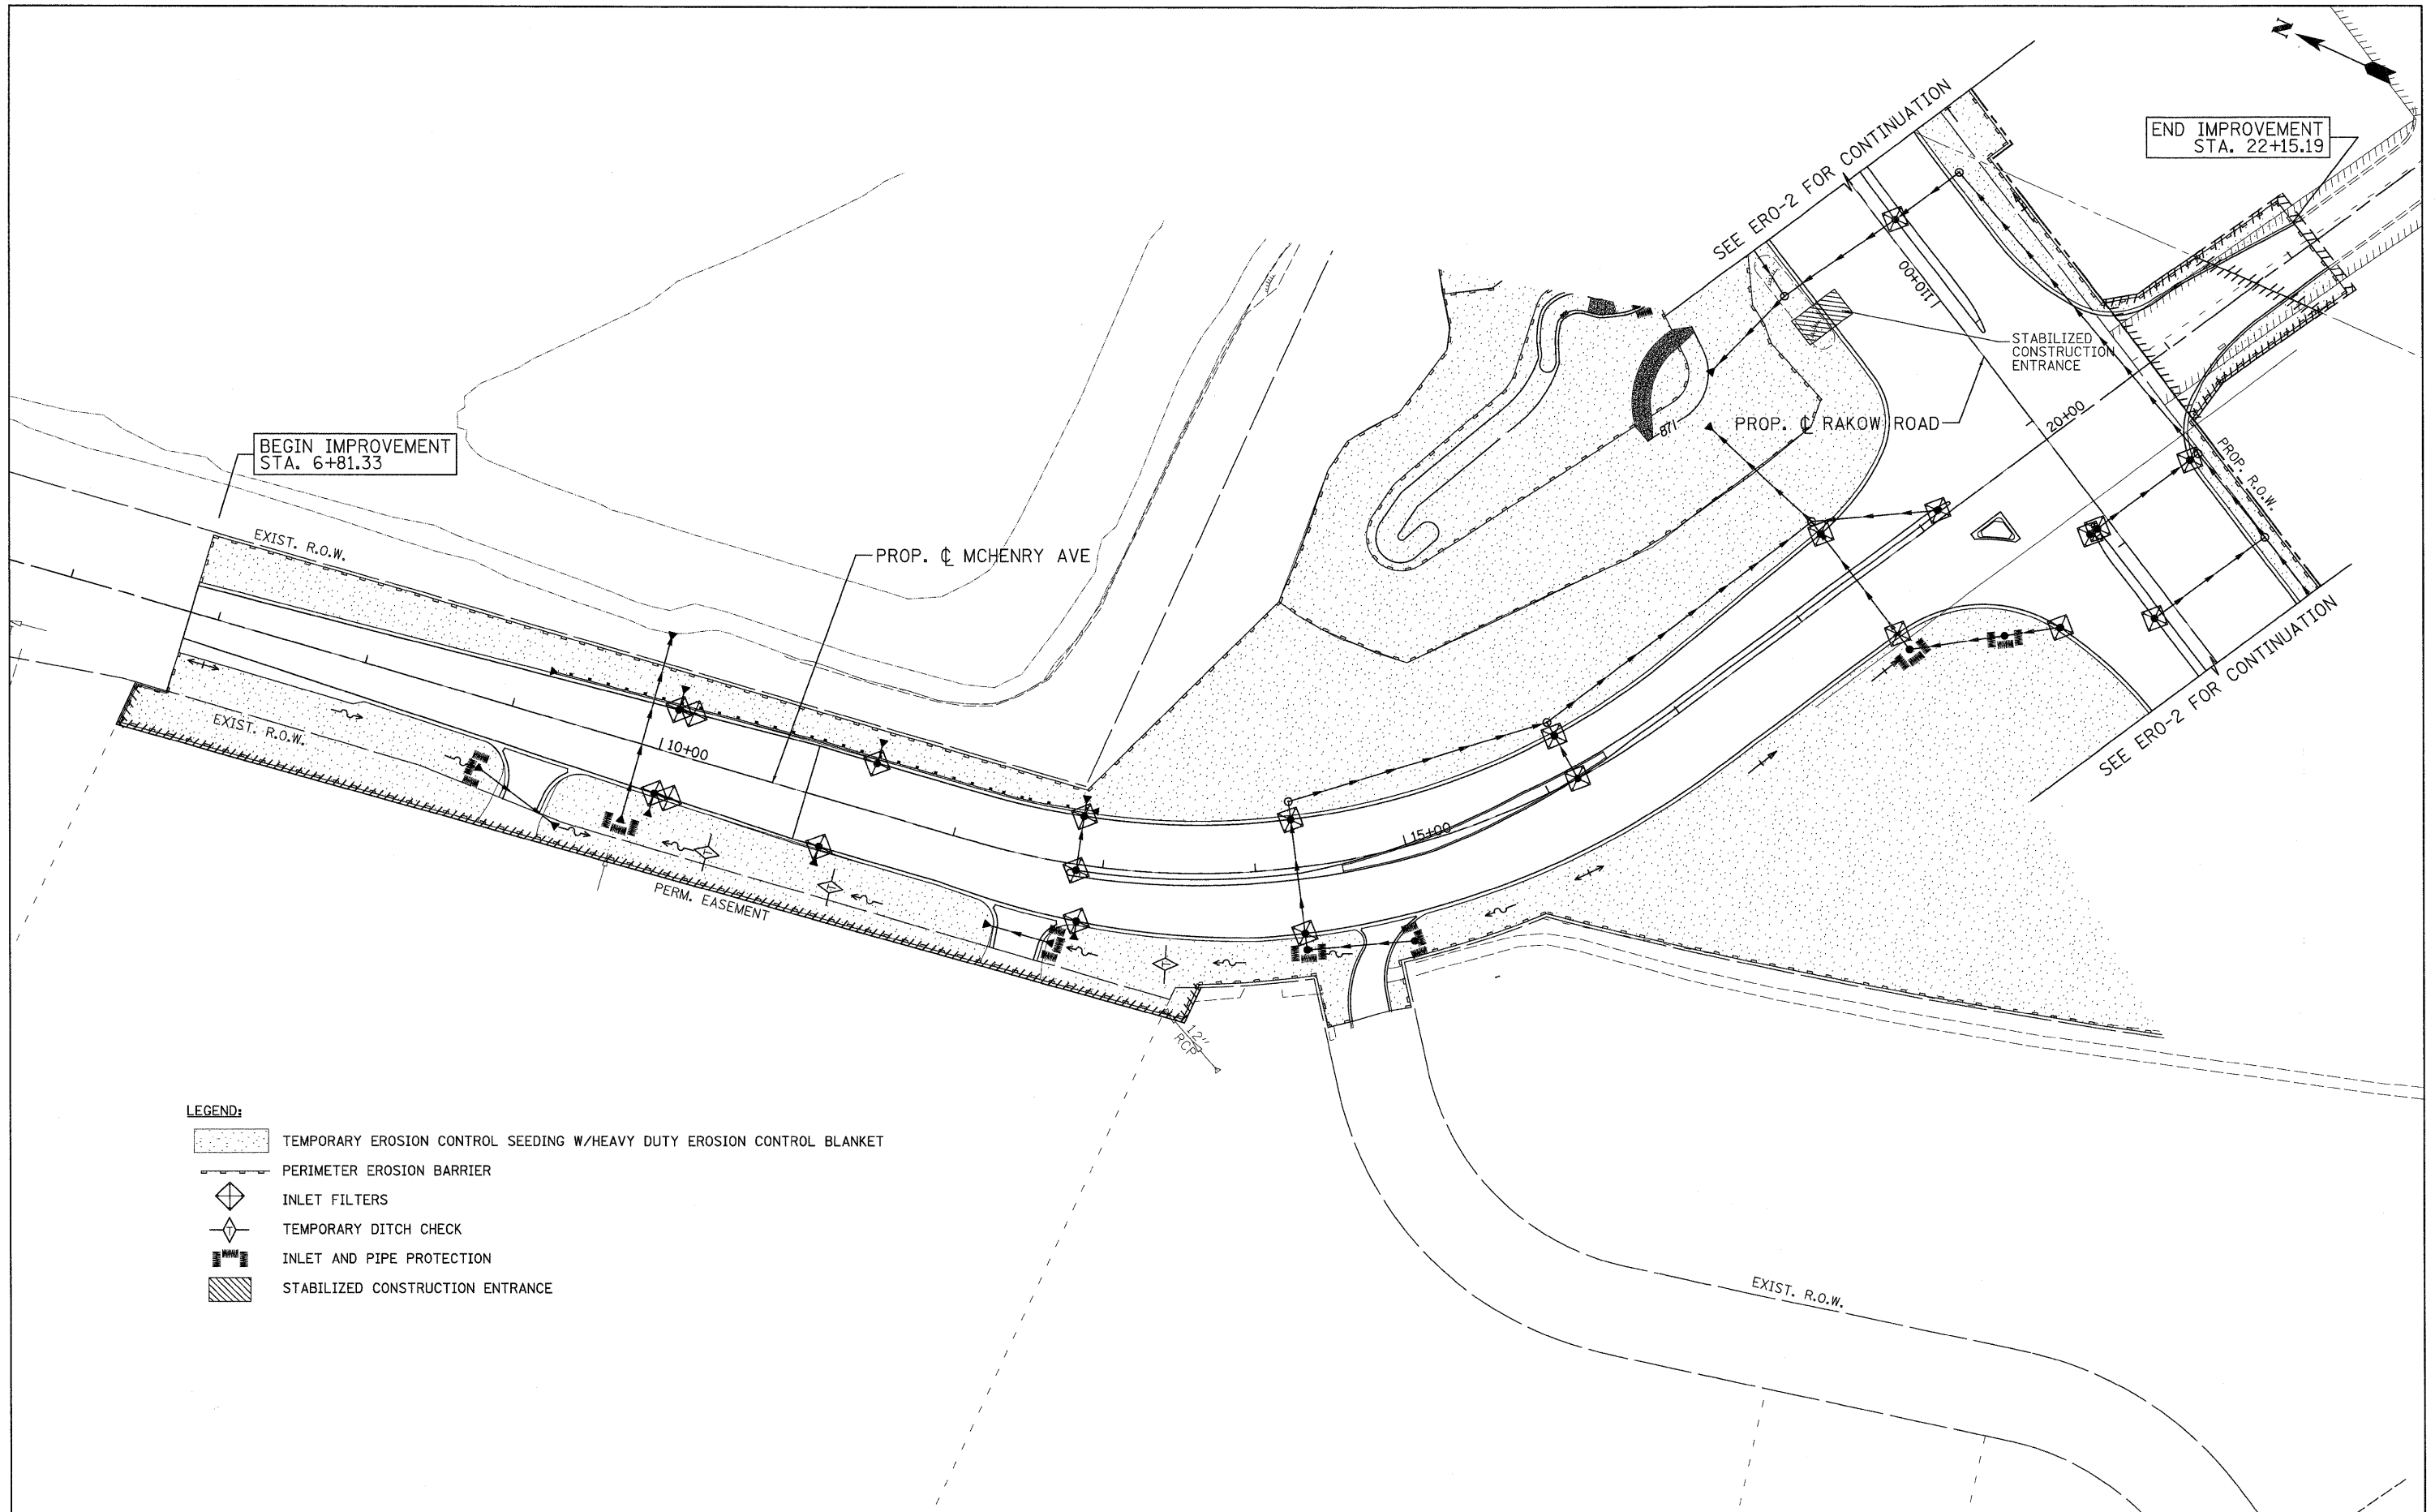 N
SEE ERO-2 FOR CONTINUATION
END IMPROVEMENT
STA. 22+15.19
110+00
STABILIZED
CONSTRUCTION
ENTRANCE
PROP. ℄ RAKOW ROAD
871
20+00
PROP. R.O.W.
BEGIN IMPROVEMENT
STA. 6+81.33
EXIST. R.O.W.
PROP. ℄ MCHENRY AVE
EXIST. R.O.W.
10+00
15+00
SEE ERO-2 FOR CONTINUATION
PERM. EASEMENT
T
T
T
12"
RCP
LEGEND:
TEMPORARY EROSION CONTROL SEEDING W/HEAVY DUTY EROSION CONTROL BLANKET
PERIMETER EROSION BARRIER
INLET FILTERS
T
TEMPORARY DITCH CHECK
INLET AND PIPE PROTECTION
STABILIZED CONSTRUCTION ENTRANCE
EXIST. R.O.W.